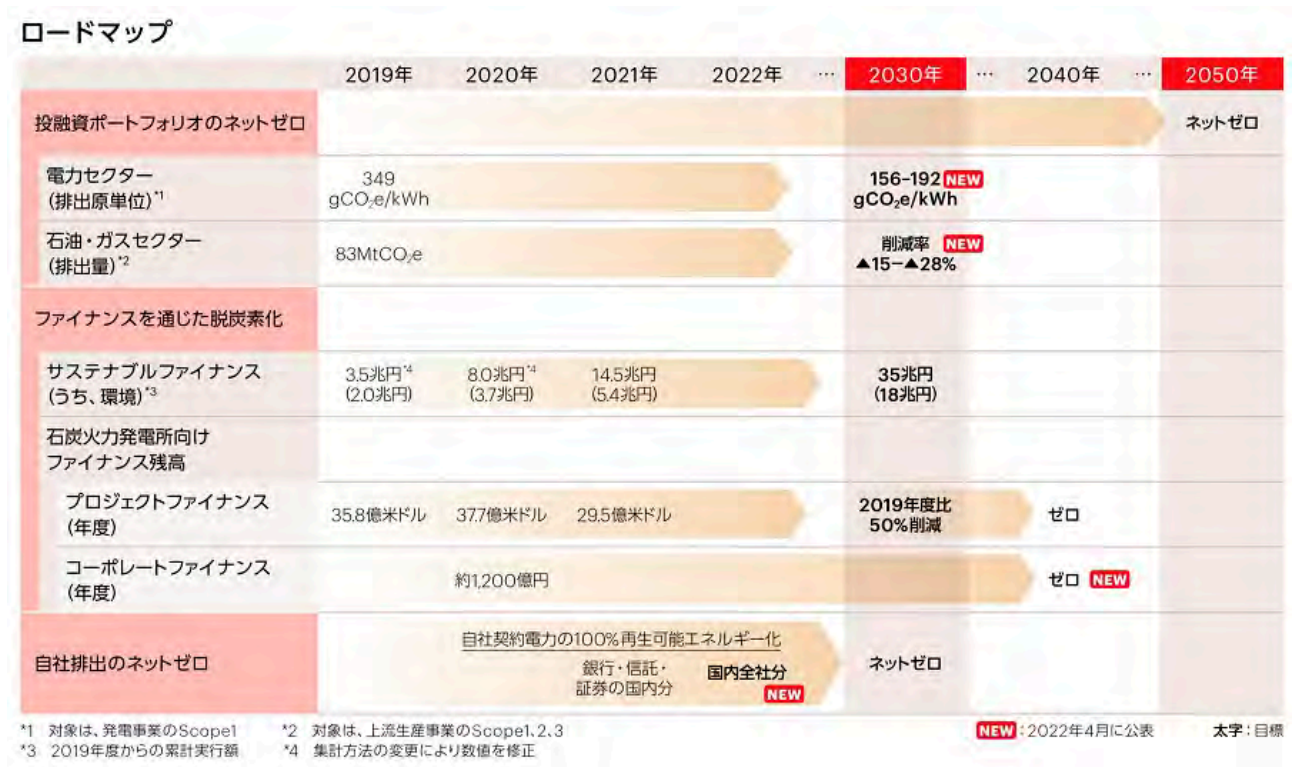 ロードマップ
2019年 2020年 2021年 2022年 … 2030年 … 2040年 … 2050年
投融資ポートフォリオのネットゼロ ネットゼロ
電力セクター
(排出原単位)*1
349
gCO₂e/kWh
156-192 NEW
gCO₂e/kWh
石油・ガスセクター
(排出量)*2
83MtCO₂e
削減率 NEW
▲15−▲28%
ファイナンスを通じた脱炭素化
サステナブルファイナンス
(うち、環境)*3
3.5兆円*4
(2.0兆円)
8.0兆円*4
(3.7兆円)
14.5兆円
(5.4兆円)
35兆円
(18兆円)
石炭火力発電所向け
ファイナンス残高
プロジェクトファイナンス
(年度)
35.8億米ドル 37.7億米ドル 29.5億米ドル
2019年度比
50%削減
ゼロ
コーポレートファイナンス
(年度)
約1,200億円
ゼロ NEW
自社排出のネットゼロ
自社契約電力の100%再生可能エネルギー化
銀行・信託・
証券の国内分
国内全社分
NEW
ネットゼロ
*1 対象は、発電事業のScope1 *2 対象は、上流生産事業のScope1、2、3
*3 2019年度からの累計実行額 *4 集計方法の変更により数値を修正
NEW:2022年4月に公表 太字:目標